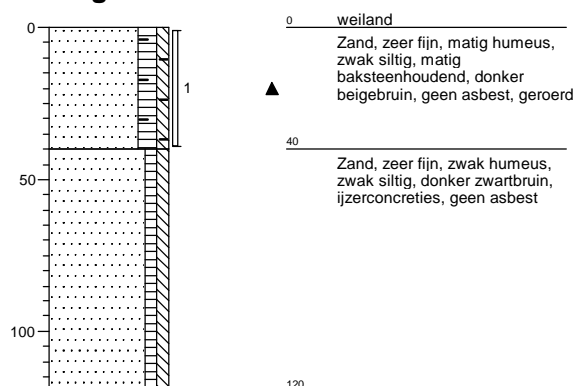 0
0
weiland
Zand, zeer fijn, matig humeus,
zwak siltig, matig
baksteenhoudend, donker
beigebruin, geen asbest, geroerd
1
40
Zand, zeer fijn, zwak humeus,
zwak siltig, donker zwartbruin,
ijzerconcreties, geen asbest
50
100
120